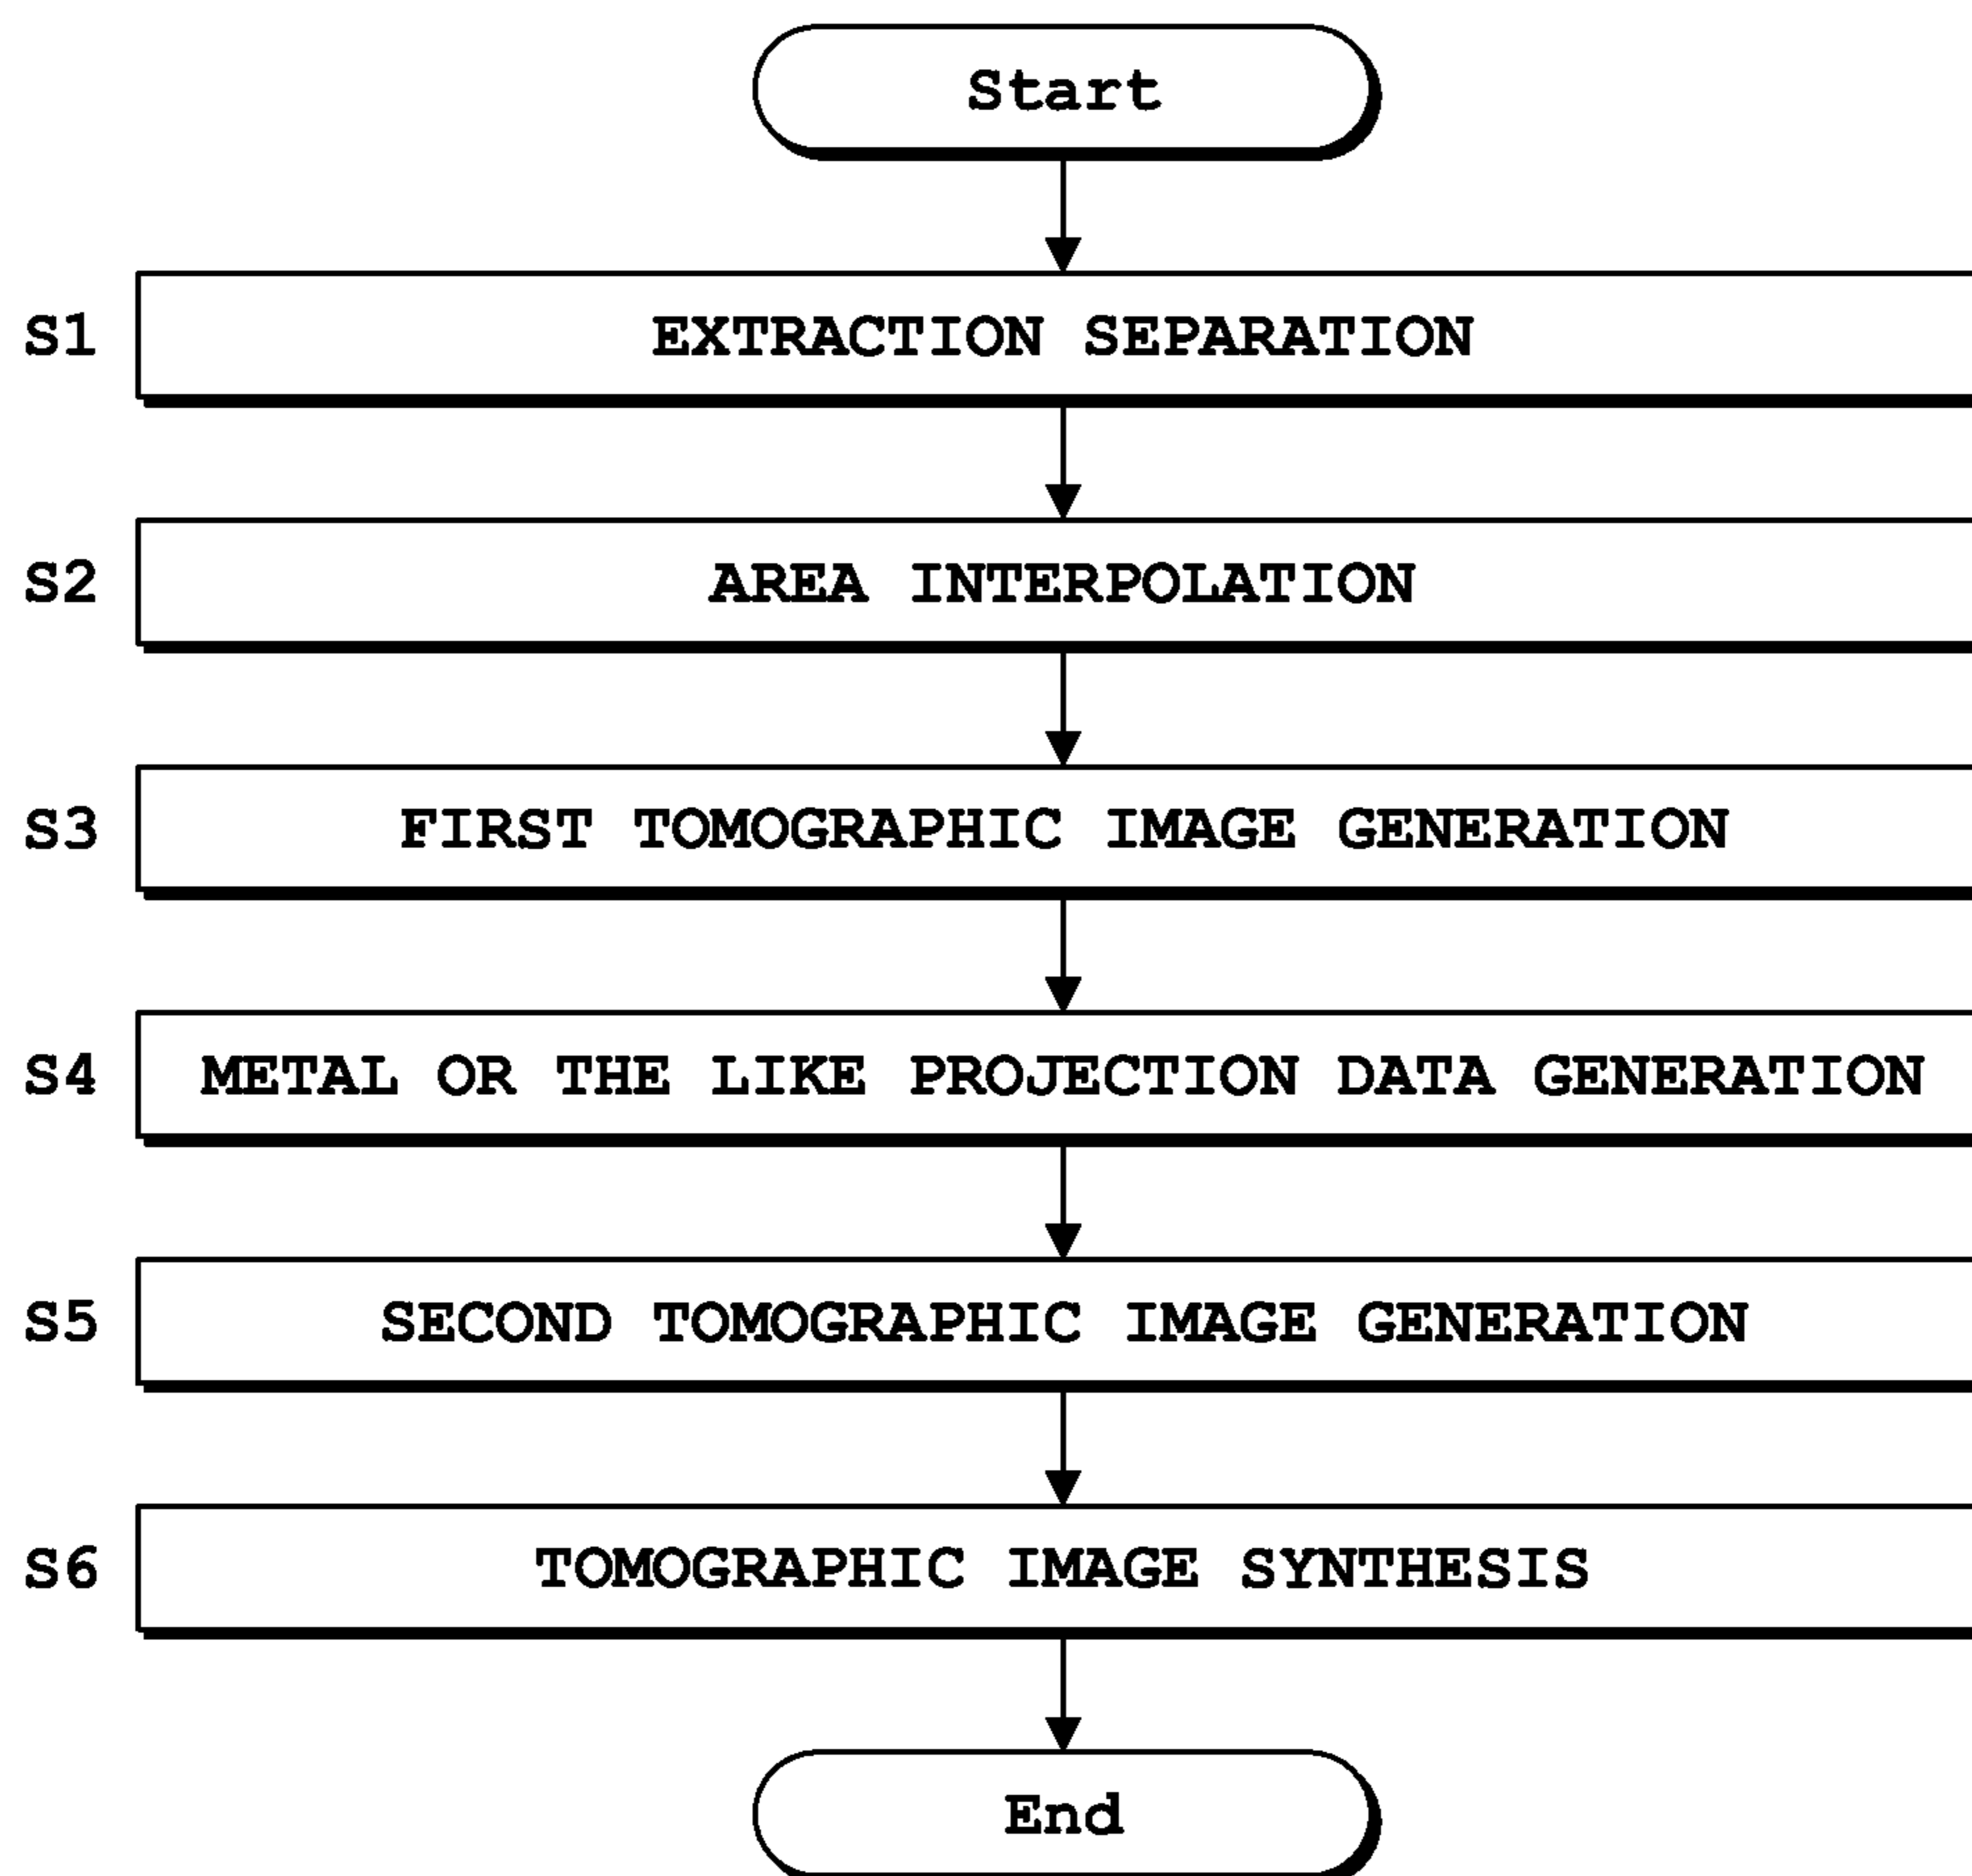 Start
S1 EXTRACTION SEPARATION
S2 AREA INTERPOLATION
S3 FIRST TOMOGRAPHIC IMAGE GENERATION
S4 METAL OR THE LIKE PROJECTION DATA GENERATION
S5 SECOND TOMOGRAPHIC IMAGE GENERATION
S6 TOMOGRAPHIC IMAGE SYNTHESIS
End